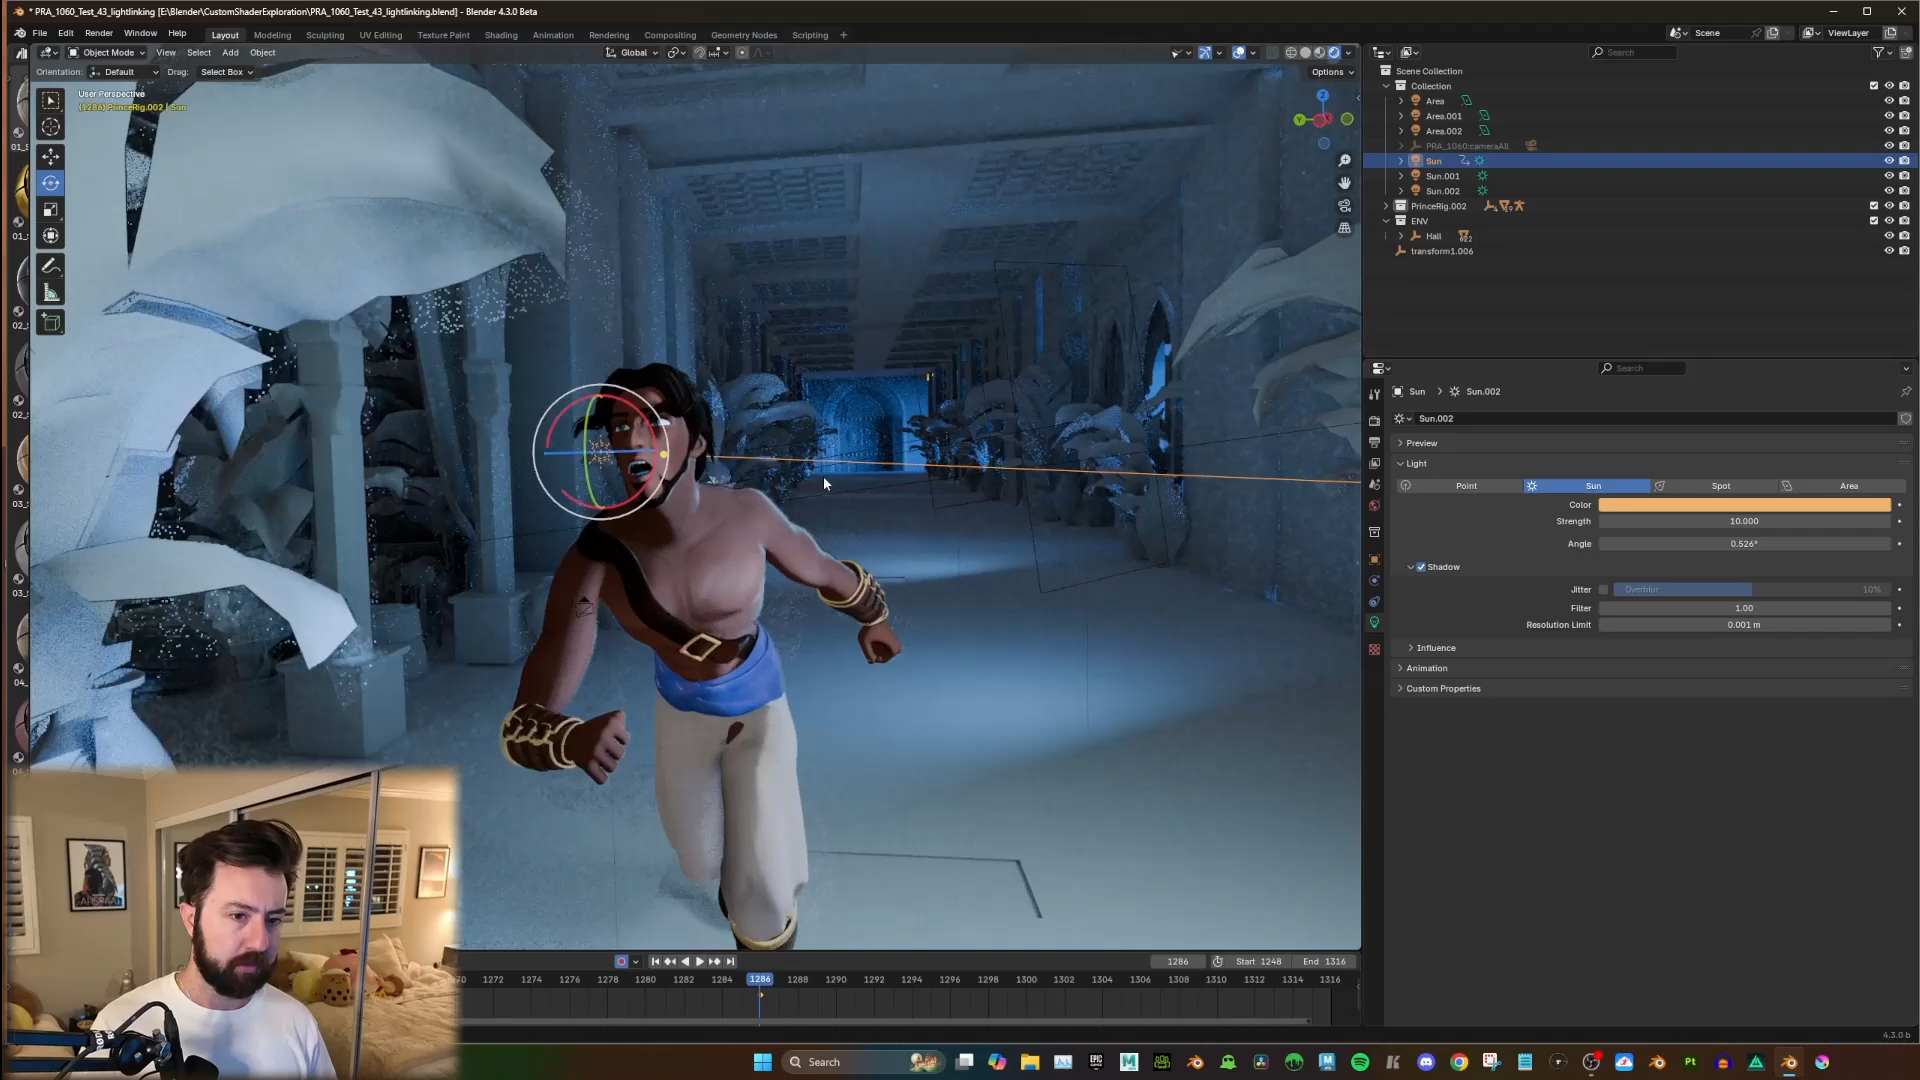 * PRA_1060_Test_43_lightlinking [E:\Blender\CustomShaderExploration\PRA_1060_Test_43_lightlinking.blend] - Blender 4.3.0 Beta
File Edit Render Window Help Layout Modeling Sculpting UV Editing Texture Paint Shading Animation Rendering Compositing Geometry Nodes Scripting + Scene ViewLayer
Object Mode View Select Add Object Global Search
Orientation: Default Drag: Select Box Options
User Perspective
(1286) PrinceRig.002 | Sun
Z
Y
Scene Collection
Collection
Area
Area.001
Area.002
PRA_1060:cameraAll
Sun
Sun.001
Sun.002
PrinceRig.002
ENV
Hall
transform1.006
Search
Sun Sun.002
Sun.002
Preview
Light
Point Sun Spot Area
Color
Strength 10.000
Angle 0.526°
Shadow
Jitter Overblur 10%
Filter 1.00
Resolution Limit 0.001 m
Influence
Animation
Custom Properties
1286 Start 1248 End 1316
1272 1274 1276 1278 1280 1282 1284 1286 1288 1290 1292 1294 1296 1298 1300 1302 1304 1306 1308 1310 1312 1314 1316
4.3.0
Search